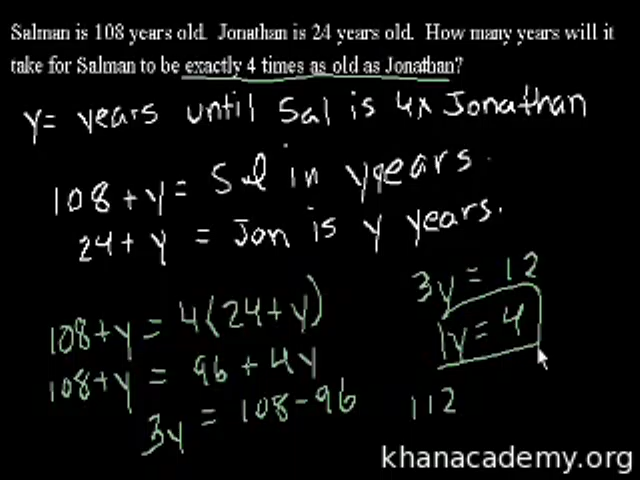 Salman is 108 years old. Jonathan is 24 years old. How many years will it
take for Salman to be exactly 4 times as old as Jonathan?
y= years until Sal is 4x Jonathan
108 + y = Sal in y years.
24 + y = Jon is y years.
108 + y = 4(24 + y)
108 + y = 96 + 4y
3y = 108 - 96
3y = 12
1y = 4
112
khanacademy.org